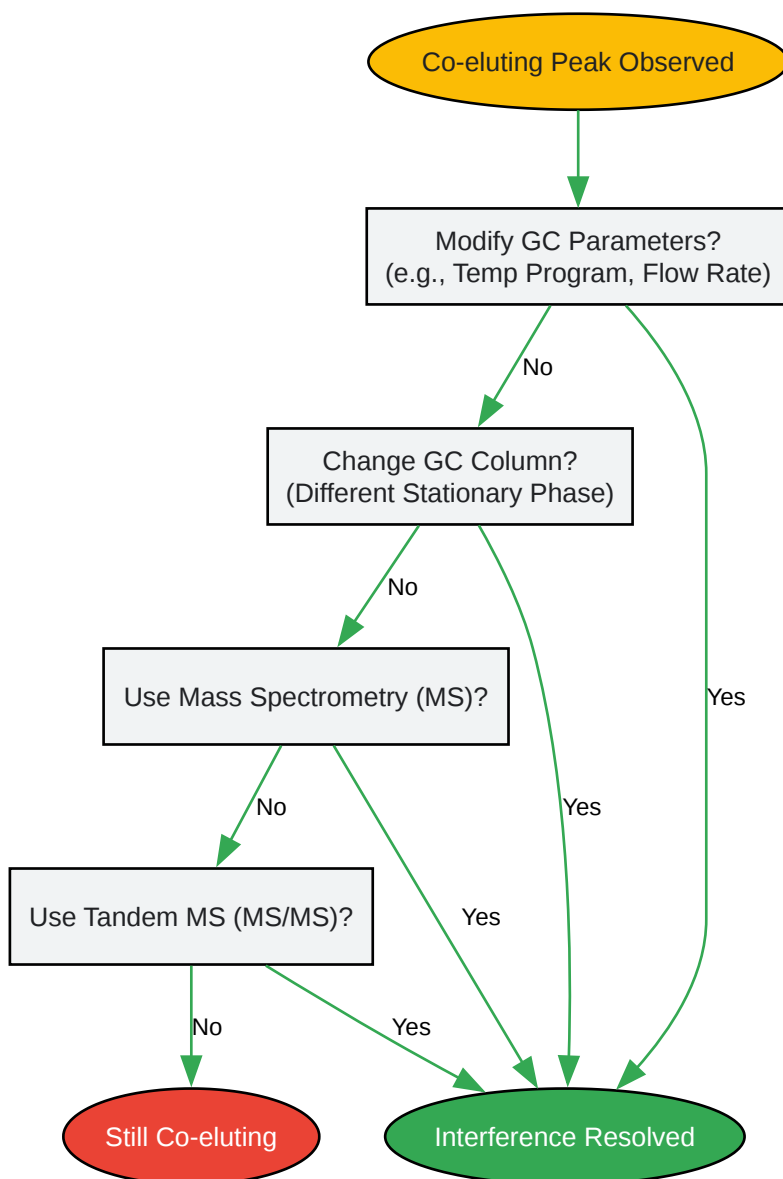 Co-eluting Peak Observed
Modify GC Parameters?
(e.g., Temp Program, Flow Rate)
No
Change GC Column?
(Different Stationary Phase)
No
Use Mass Spectrometry (MS)?
Yes
No
Yes
Use Tandem MS (MS/MS)?
Yes
No
Yes
Still Co-eluting
Interference Resolved